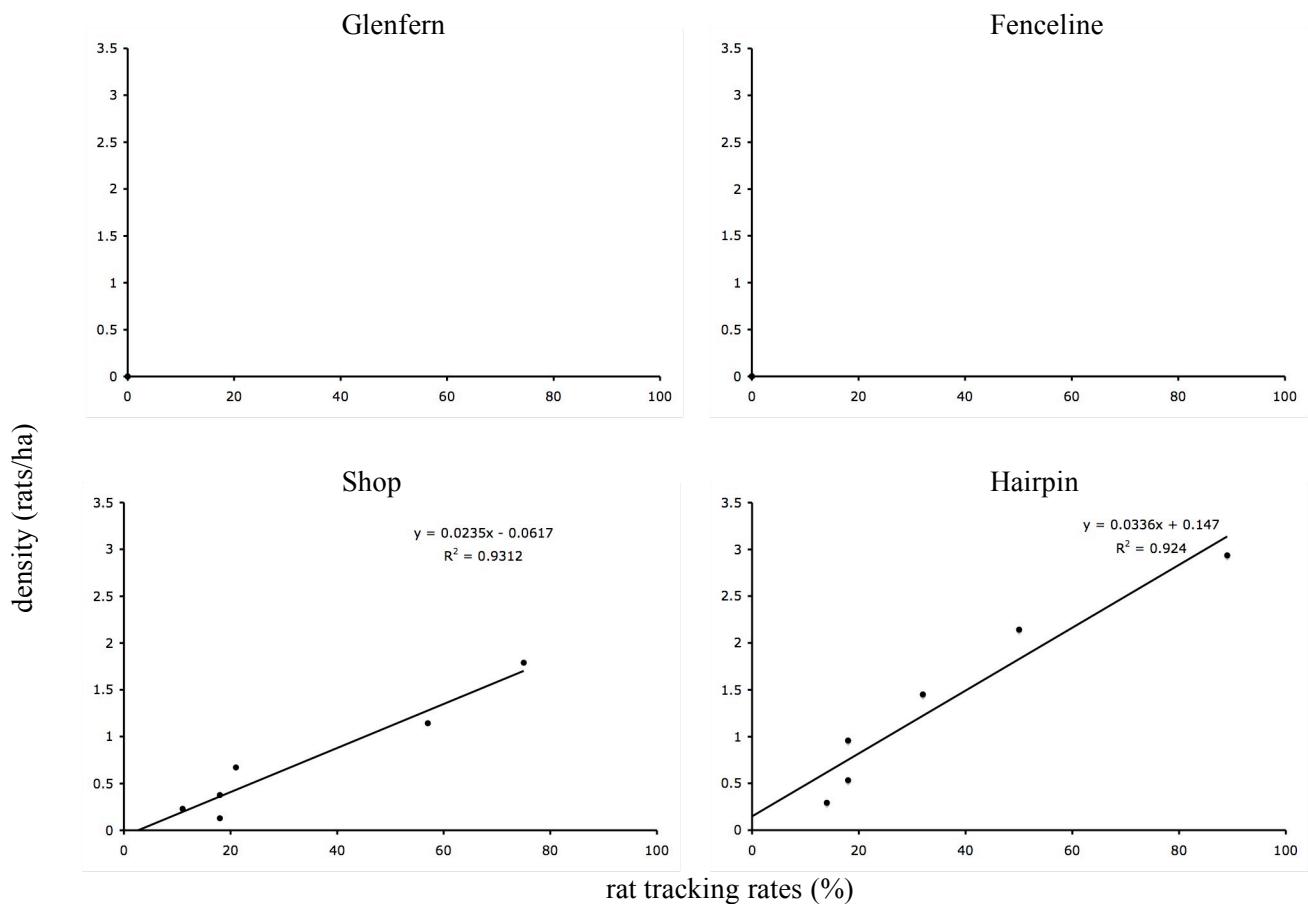 Glenfern
3.5
3
2.5
2
1.5
1
0.5
0
0 20 40 60 80 100
Fenceline
3.5
3
2.5
2
1.5
1
0.5
0
0 20 40 60 80 100
density (rats/ha)
Shop
3.5
3
2.5
2
1.5
1
0.5
0
y = 0.0235x - 0.0617
R² = 0.9312
0 20 40 60 80 100
Hairpin
3.5
3
2.5
2
1.5
1
0.5
0
y = 0.0336x + 0.147
R² = 0.924
0 20 40 60 80 100
rat tracking rates (%)